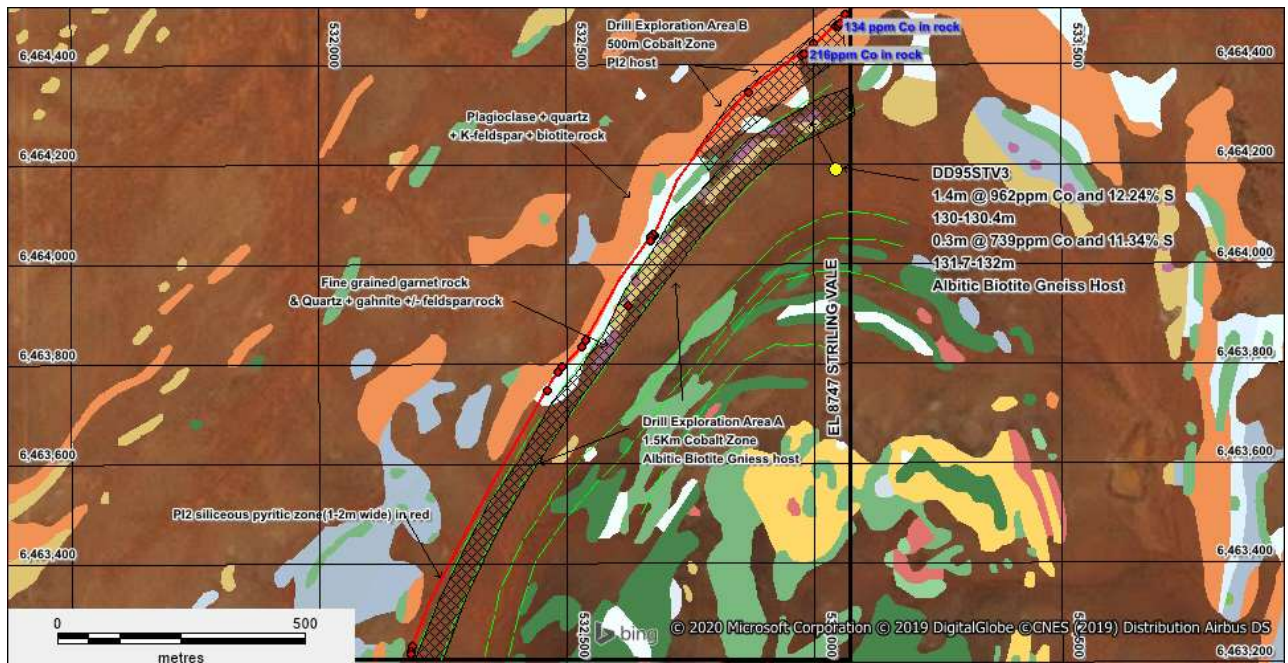 532,000
532,500
533,500
6,464,400
6,464,400
Drill Exploration Area B
500m Cobalt Zone
PI2 host
134 ppm Co in rock
216ppm Co in rock
Plagioclase + quartz
+ K-feldspar + biotite rock
6,464,200
6,464,200
DD95STV3
1.4m @ 962ppm Co and 12.24% S
130-130.4m
0.3m @ 739ppm Co and 11.34% S
131.7-132m
Albitic Biotite Gneiss Host
6,464,000
6,464,000
Fine grained garnet rock
& Quartz + gahnite +/- feldspar rock
EL 8747 STRILING VALE
6,463,800
6,463,800
Drill Exploration Area A
1.5Km Cobalt Zone
Albitic Biotite Gniess host
6,463,600
6,463,600
PI2 siliceous pyritic zone(1-2m wide) in red
6,463,400
6,463,400
0 500
metres
532,500
533,500
bing © 2020 Microsoft Corporation © 2019 DigitalGlobe ©CNES (2019) Distribution Airbus DS
6,463,200